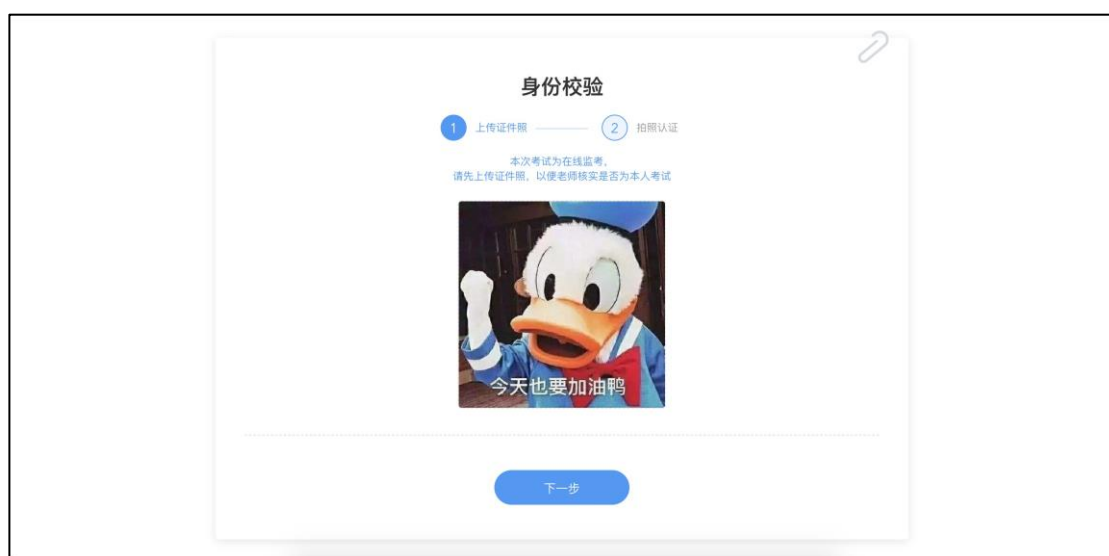 身份校验
1 上传证件照 2 拍照认证
本次考试为在线监考，
请先上传证件照，以便老师核实是否为本人考试
今天也要加油鸭
下一步